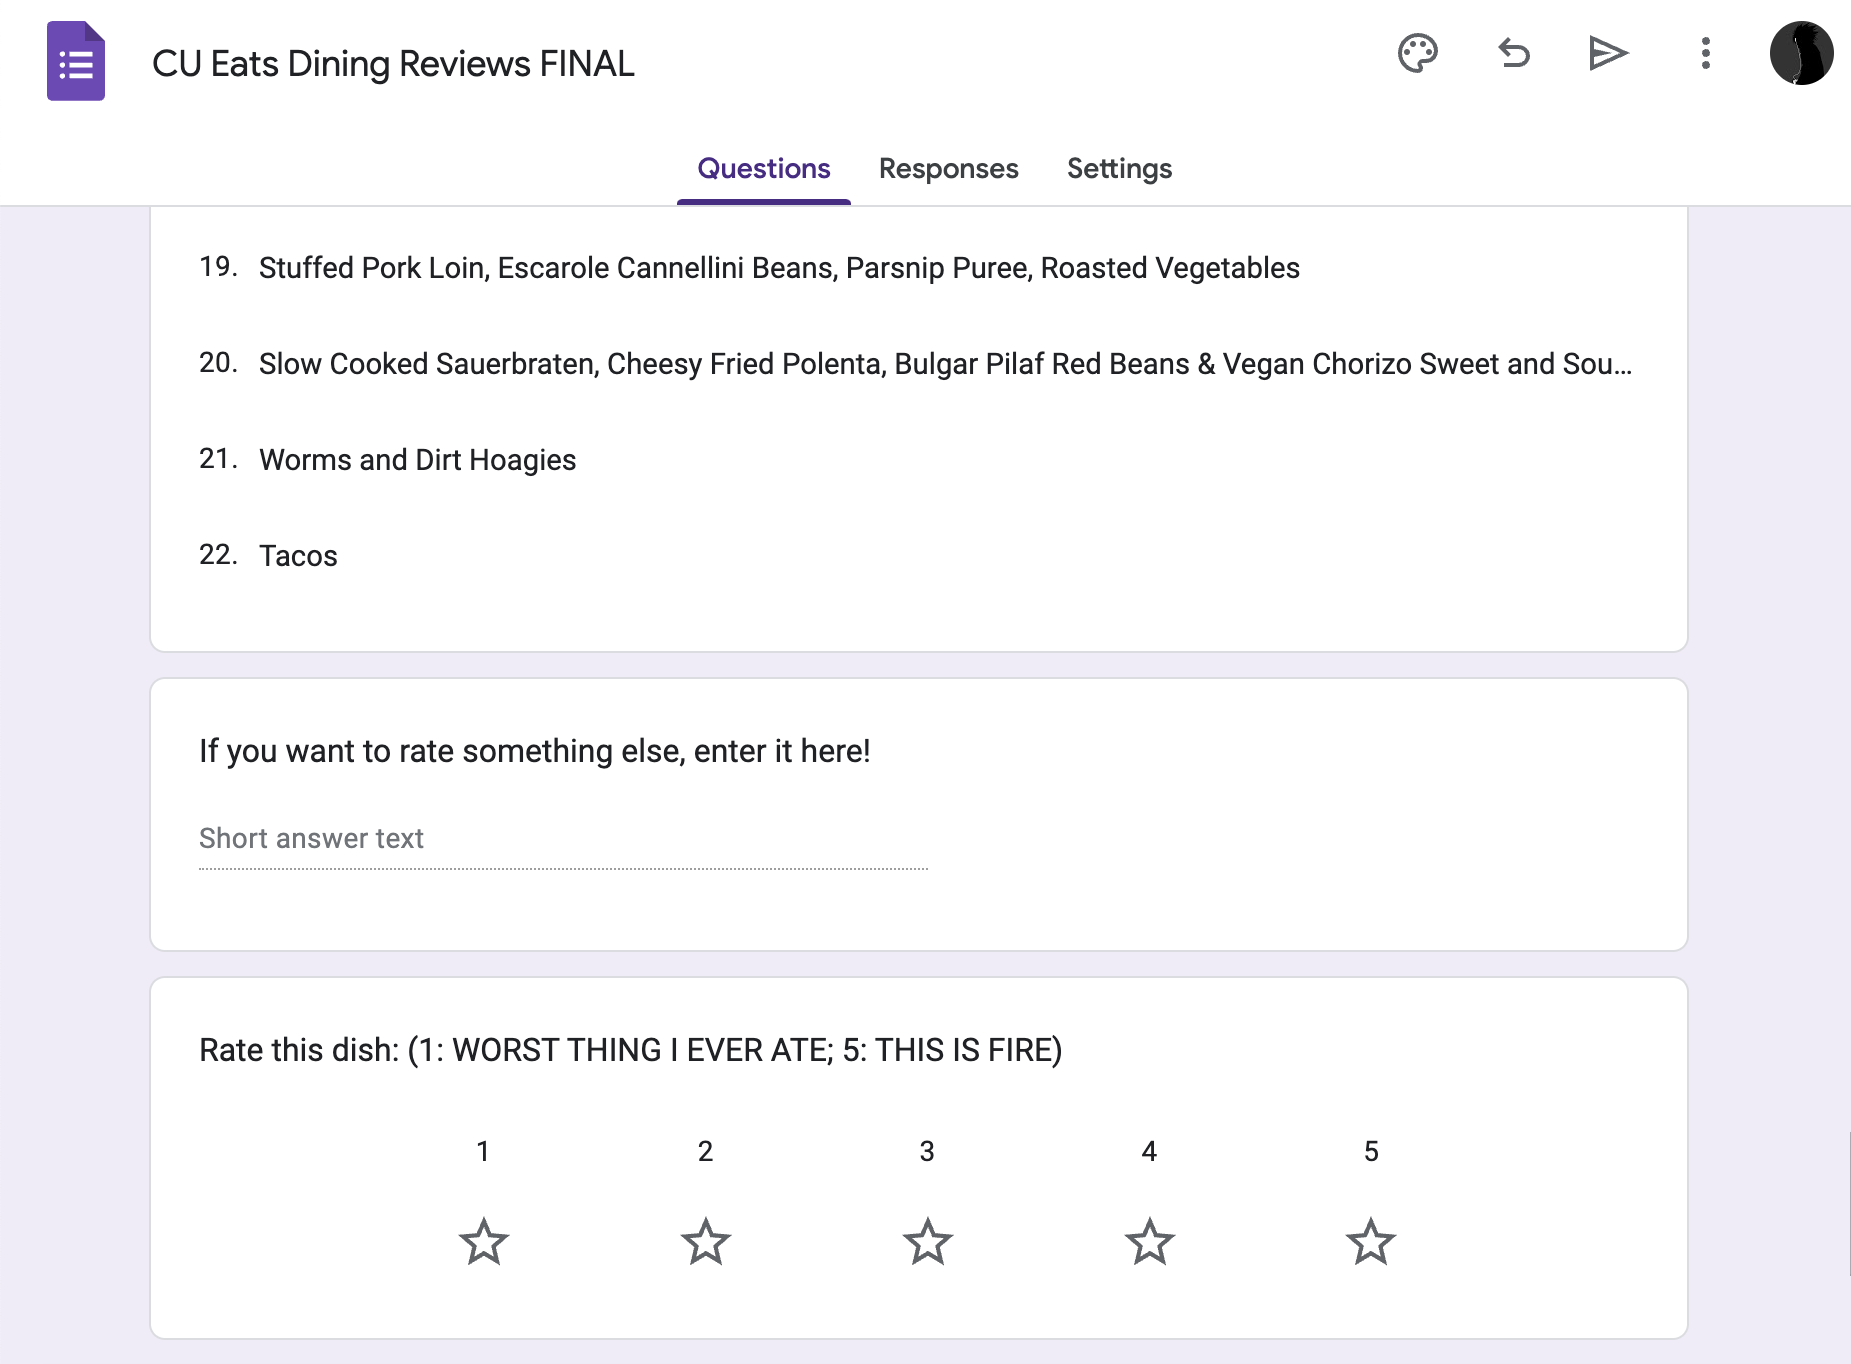 CU Eats Dining Reviews FINAL
Questions Responses Settings
19. Stuffed Pork Loin, Escarole Cannellini Beans, Parsnip Puree, Roasted Vegetables
20. Slow Cooked Sauerbraten, Cheesy Fried Polenta, Bulgar Pilaf Red Beans & Vegan Chorizo Sweet and Sou...
21. Worms and Dirt Hoagies
22. Tacos
If you want to rate something else, enter it here!
Short answer text
Rate this dish: (1: WORST THING I EVER ATE; 5: THIS IS FIRE)
1 2 3 4 5